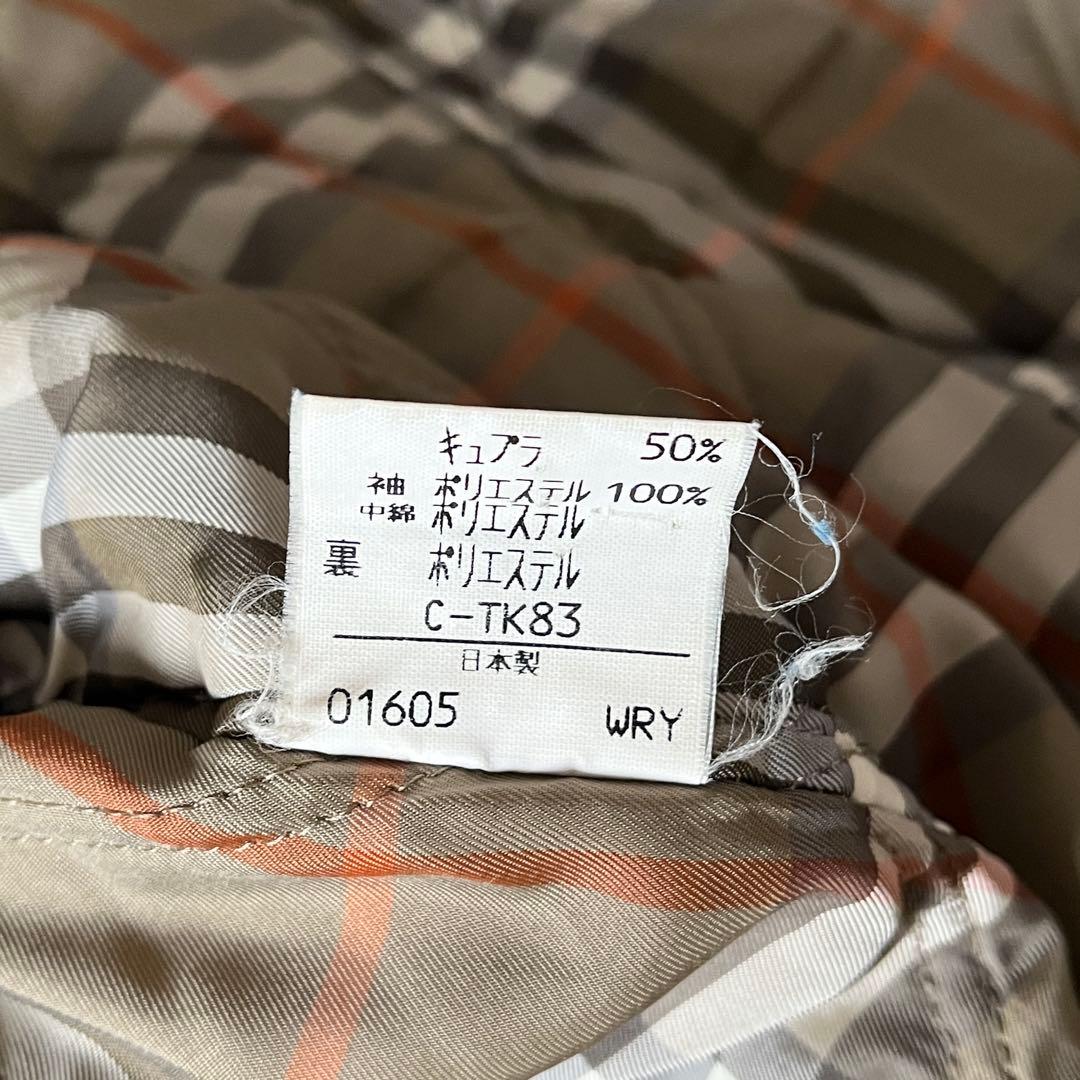 キュプラ 50%
袖 ポリエステル 100%
中綿 ポリエステル
裏 ポリエステル
C-TK83
日本製
01605 WRY